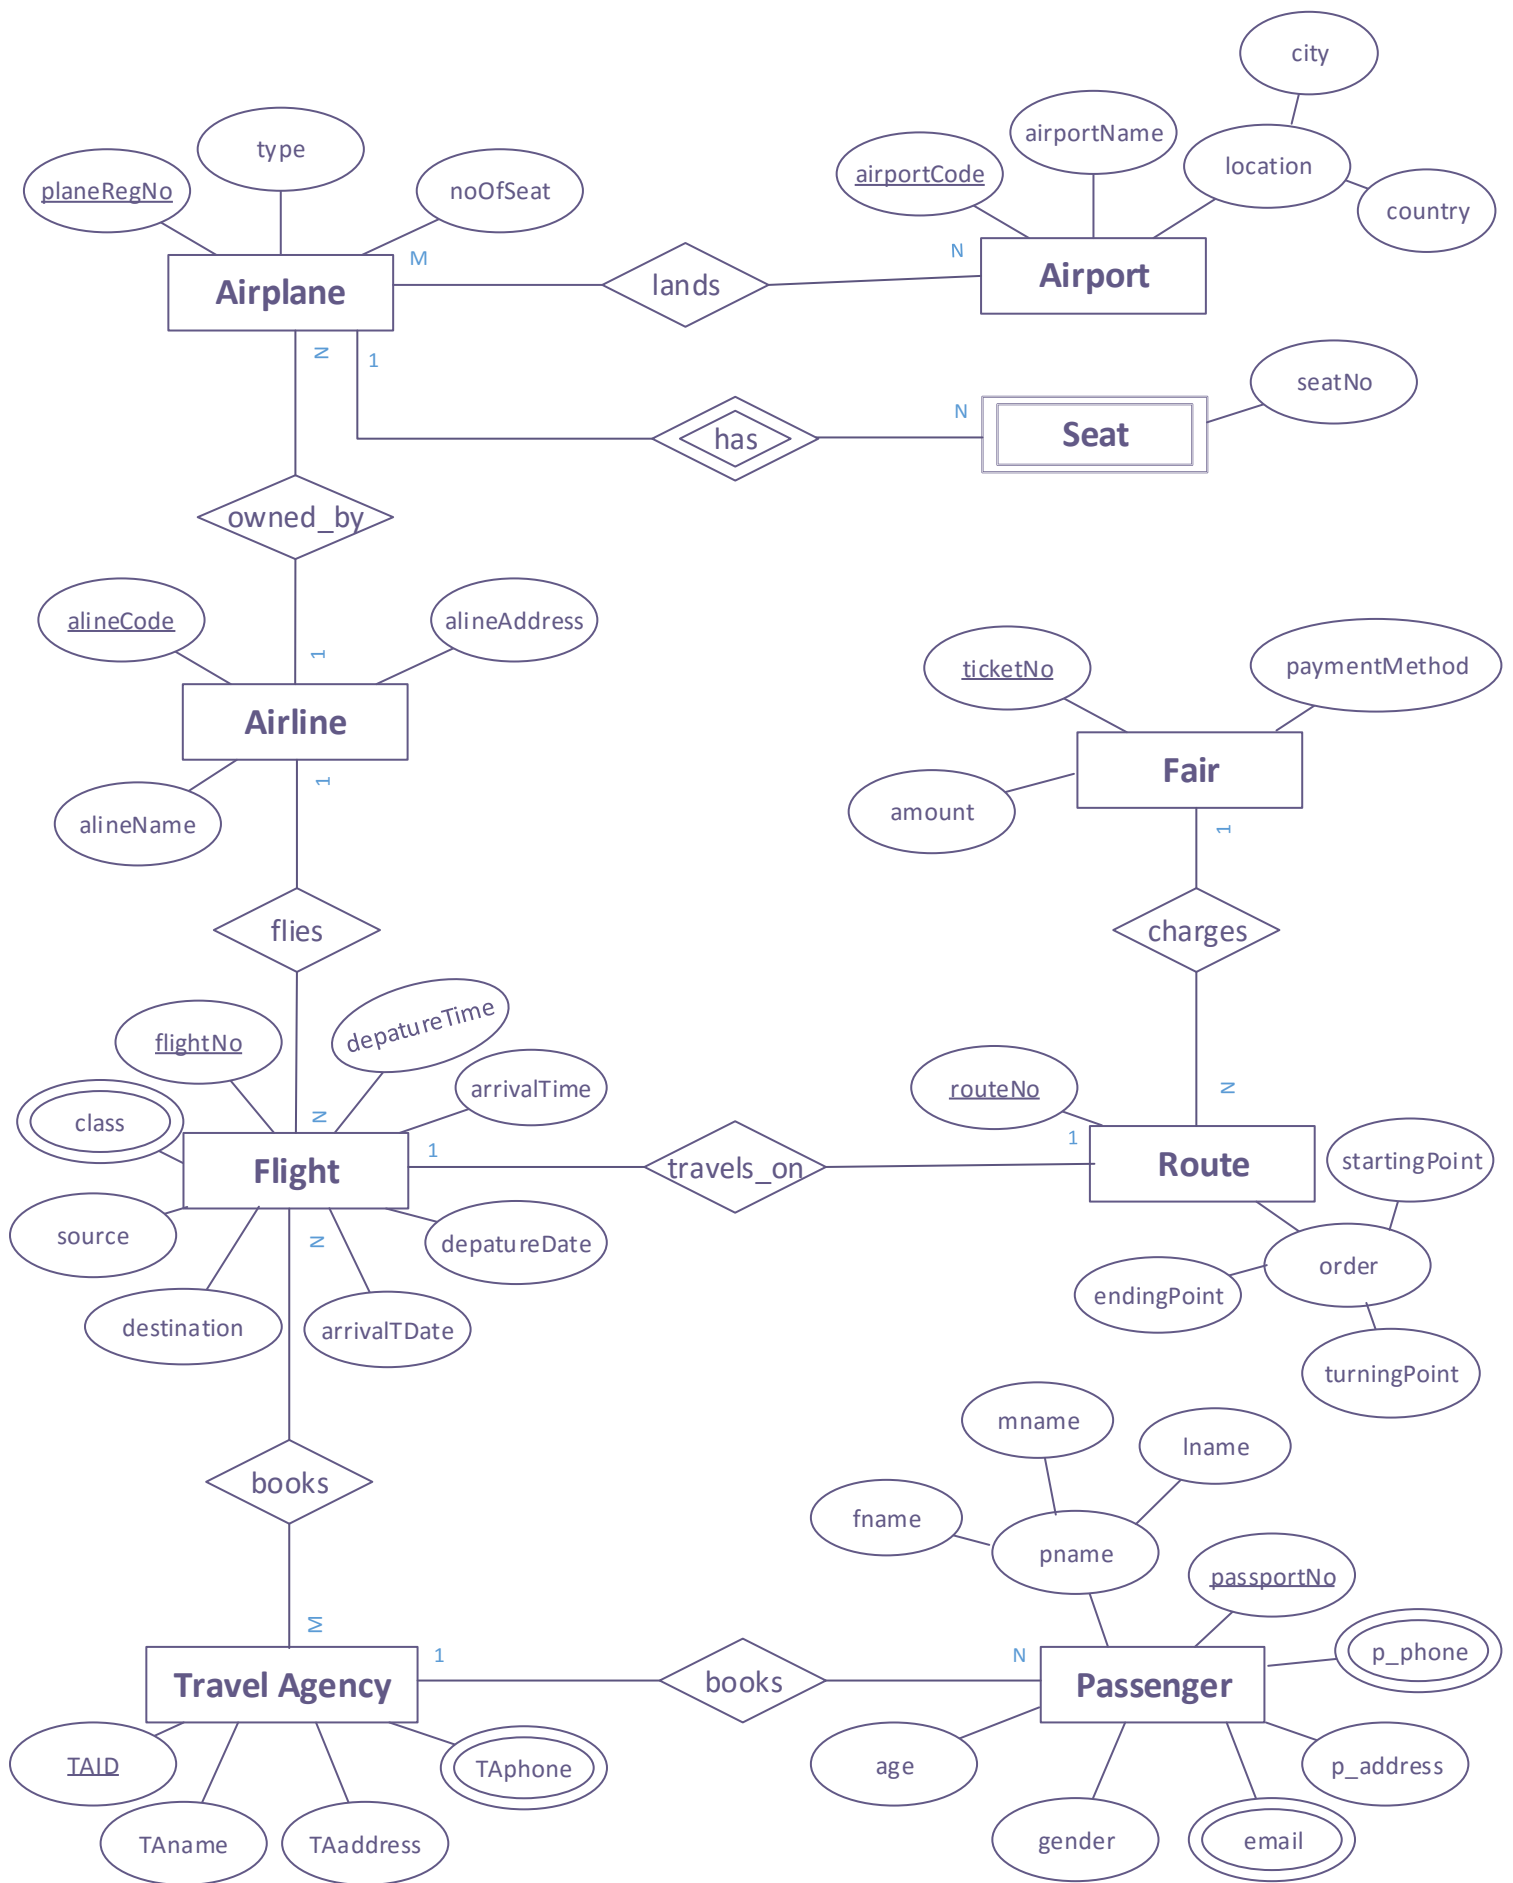 city
type
airportName
planeRegNo
noOfSeat
airportCode
location
country
M
N
Airplane
lands
Airport
N
1
seatNo
N
has
Seat
owned_by
alineCode
alineAddress
1
ticketNo
paymentMethod
Airline
1
Fair
alineName
amount
1
flies
charges
depatureTime
flightNo
arrivalTime
routeNo
N
class
N
1
1
Flight
travels_on
Route
startingPoint
source
N
depatureDate
order
endingPoint
destination
arrivalTDate
turningPoint
mname
lname
books
fname
pname
passportNo
M
1
N
p_phone
Travel Agency
books
Passenger
TAID
TAphone
age
p_address
TAname
TAaddress
gender
email